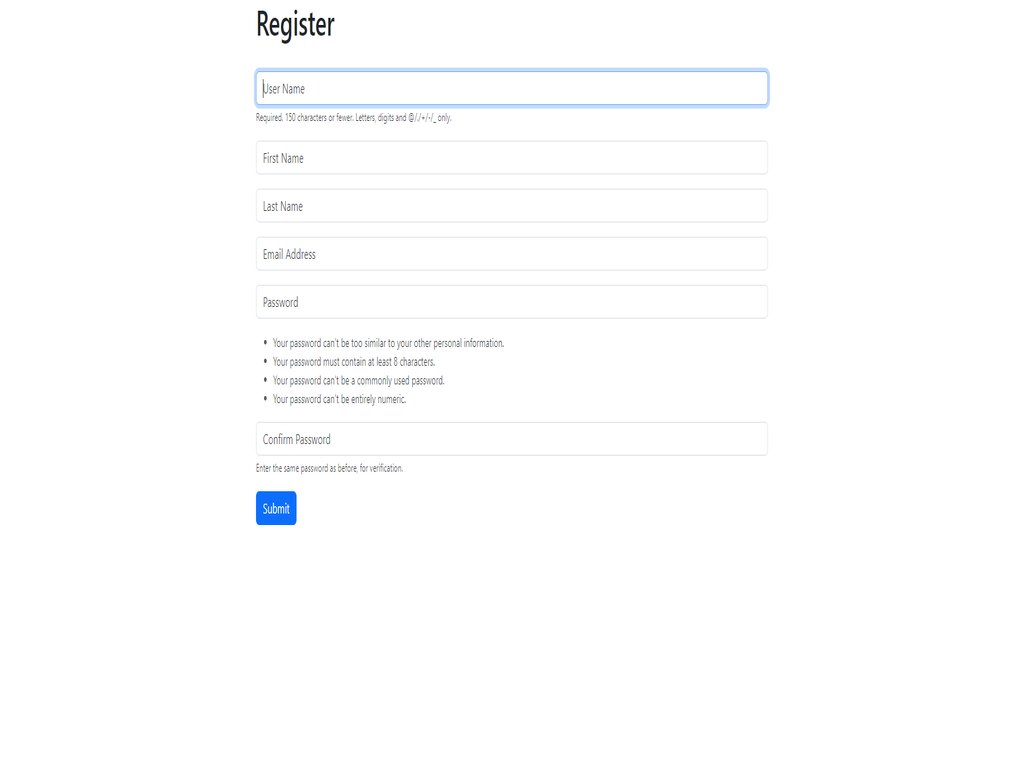 Register
User Name
Required. 150 characters or fewer. Letters, digits and @/./+/-/_ only.
First Name
Last Name
Email Address
Password
• Your password can't be too similar to your other personal information.
• Your password must contain at least 8 characters.
• Your password can't be a commonly used password.
• Your password can't be entirely numeric.
Confirm Password
Enter the same password as before, for verification.
Submit